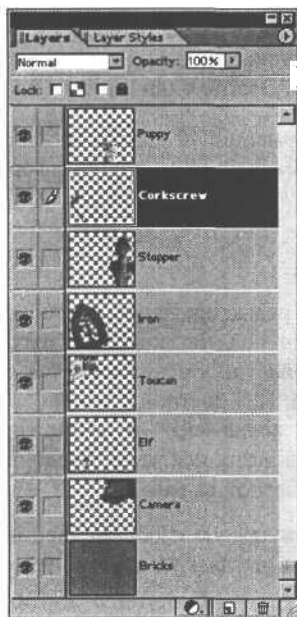 Layers Layer Styles
Normal Opacity: 100%
Lock:
Puppy
Corkscrew
Stopper
Iron
Toucan
Elf
Camera
Bricks